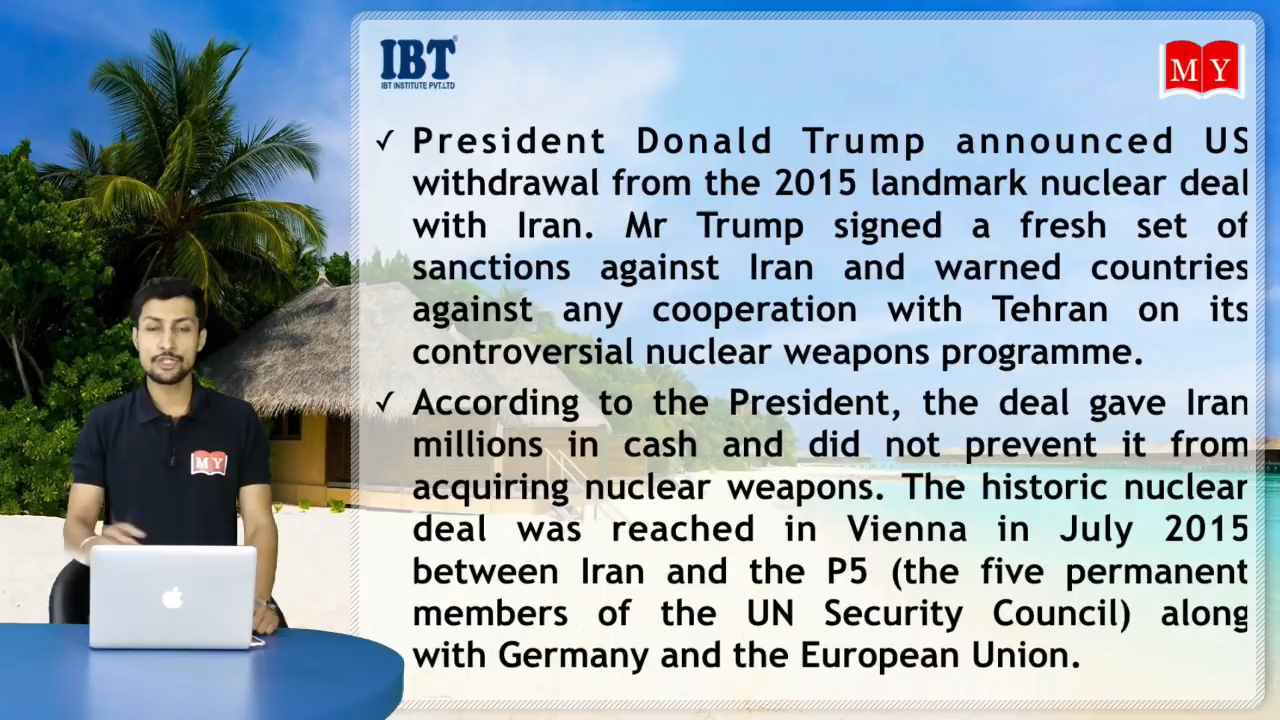 IBT
IBT INSTITUTE PVT.LTD
M Y
✓ President Donald Trump announced US
withdrawal from the 2015 landmark nuclear deal
with Iran. Mr Trump signed a fresh set of
sanctions against Iran and warned countries
against any cooperation with Tehran on its
controversial nuclear weapons programme.
✓ According to the President, the deal gave Iran
millions in cash and did not prevent it from
acquiring nuclear weapons. The historic nuclear
deal was reached in Vienna in July 2015
between Iran and the P5 (the five permanent
members of the UN Security Council) along
with Germany and the European Union.
M Y